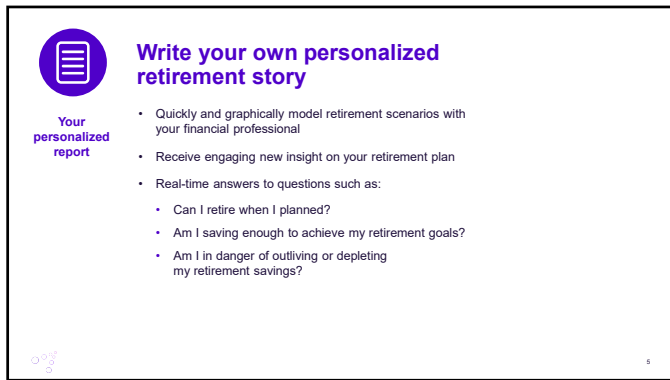 Write your own personalized
retirement story
Your
personalized
report
• Quickly and graphically model retirement scenarios with
your financial professional
• Receive engaging new insight on your retirement plan
• Real-time answers to questions such as:
• Can I retire when I planned?
• Am I saving enough to achieve my retirement goals?
• Am I in danger of outliving or depleting
my retirement savings?
5